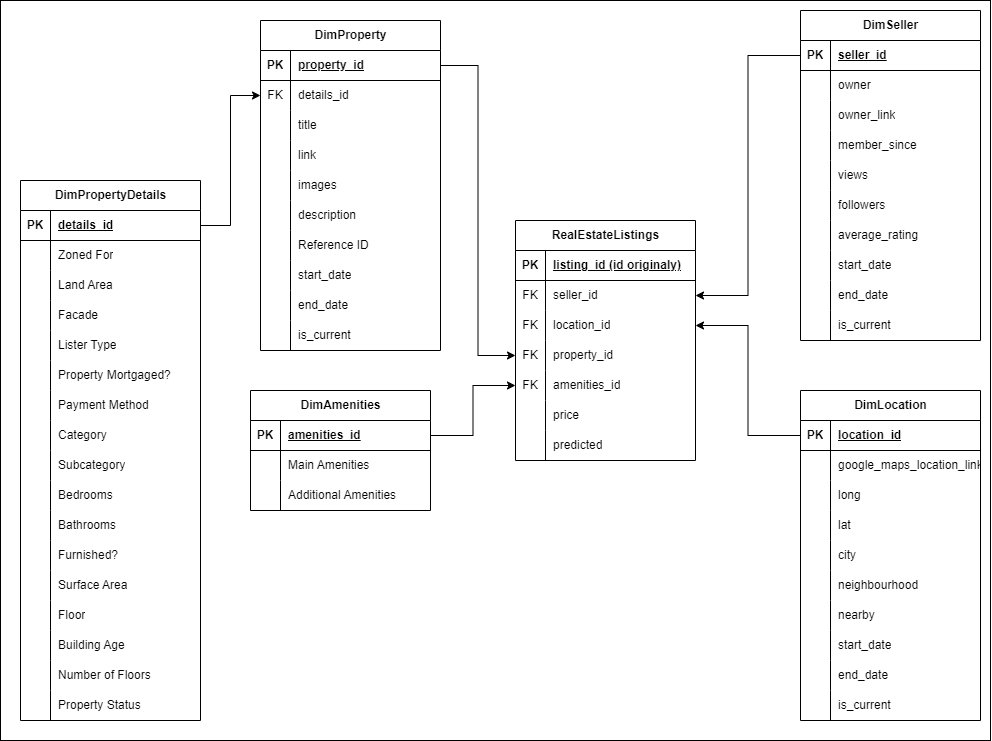 DimProperty
PK property_id
FK details_id
title
link
images
description
Reference ID
start_date
end_date
is_current
DimSeller
PK seller_id
owner
owner_link
member_since
views
followers
average_rating
start_date
end_date
is_current
DimPropertyDetails
PK details_id
Zoned For
Land Area
Facade
Lister Type
Property Mortgaged?
Payment Method
Category
Subcategory
Bedrooms
Bathrooms
Furnished?
Surface Area
Floor
Building Age
Number of Floors
Property Status
RealEstateListings
PK listing_id (id originaly)
FK seller_id
FK location_id
FK property_id
FK amenities_id
price
predicted
DimAmenities
PK amenities_id
Main Amenities
Additional Amenities
DimLocation
PK location_id
google_maps_location_link
long
lat
city
neighbourhood
nearby
start_date
end_date
is_current